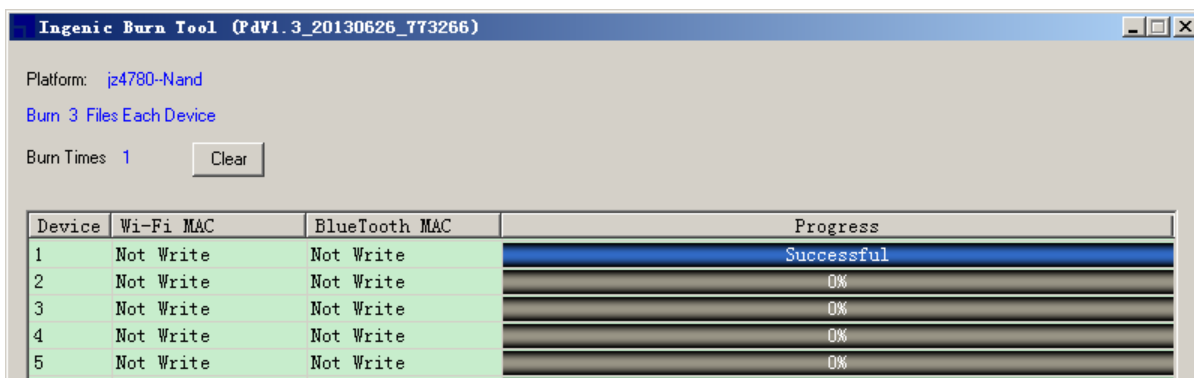 Ingenic Burn Tool (PdV1.3_20130626_773266)
Platform: jz4780--Nand
Burn 3 Files Each Device
Burn Times 1 Clear
Device Wi-Fi MAC BlueTooth MAC Progress
1 Not Write Not Write Successful
2 Not Write Not Write 0%
3 Not Write Not Write 0%
4 Not Write Not Write 0%
5 Not Write Not Write 0%